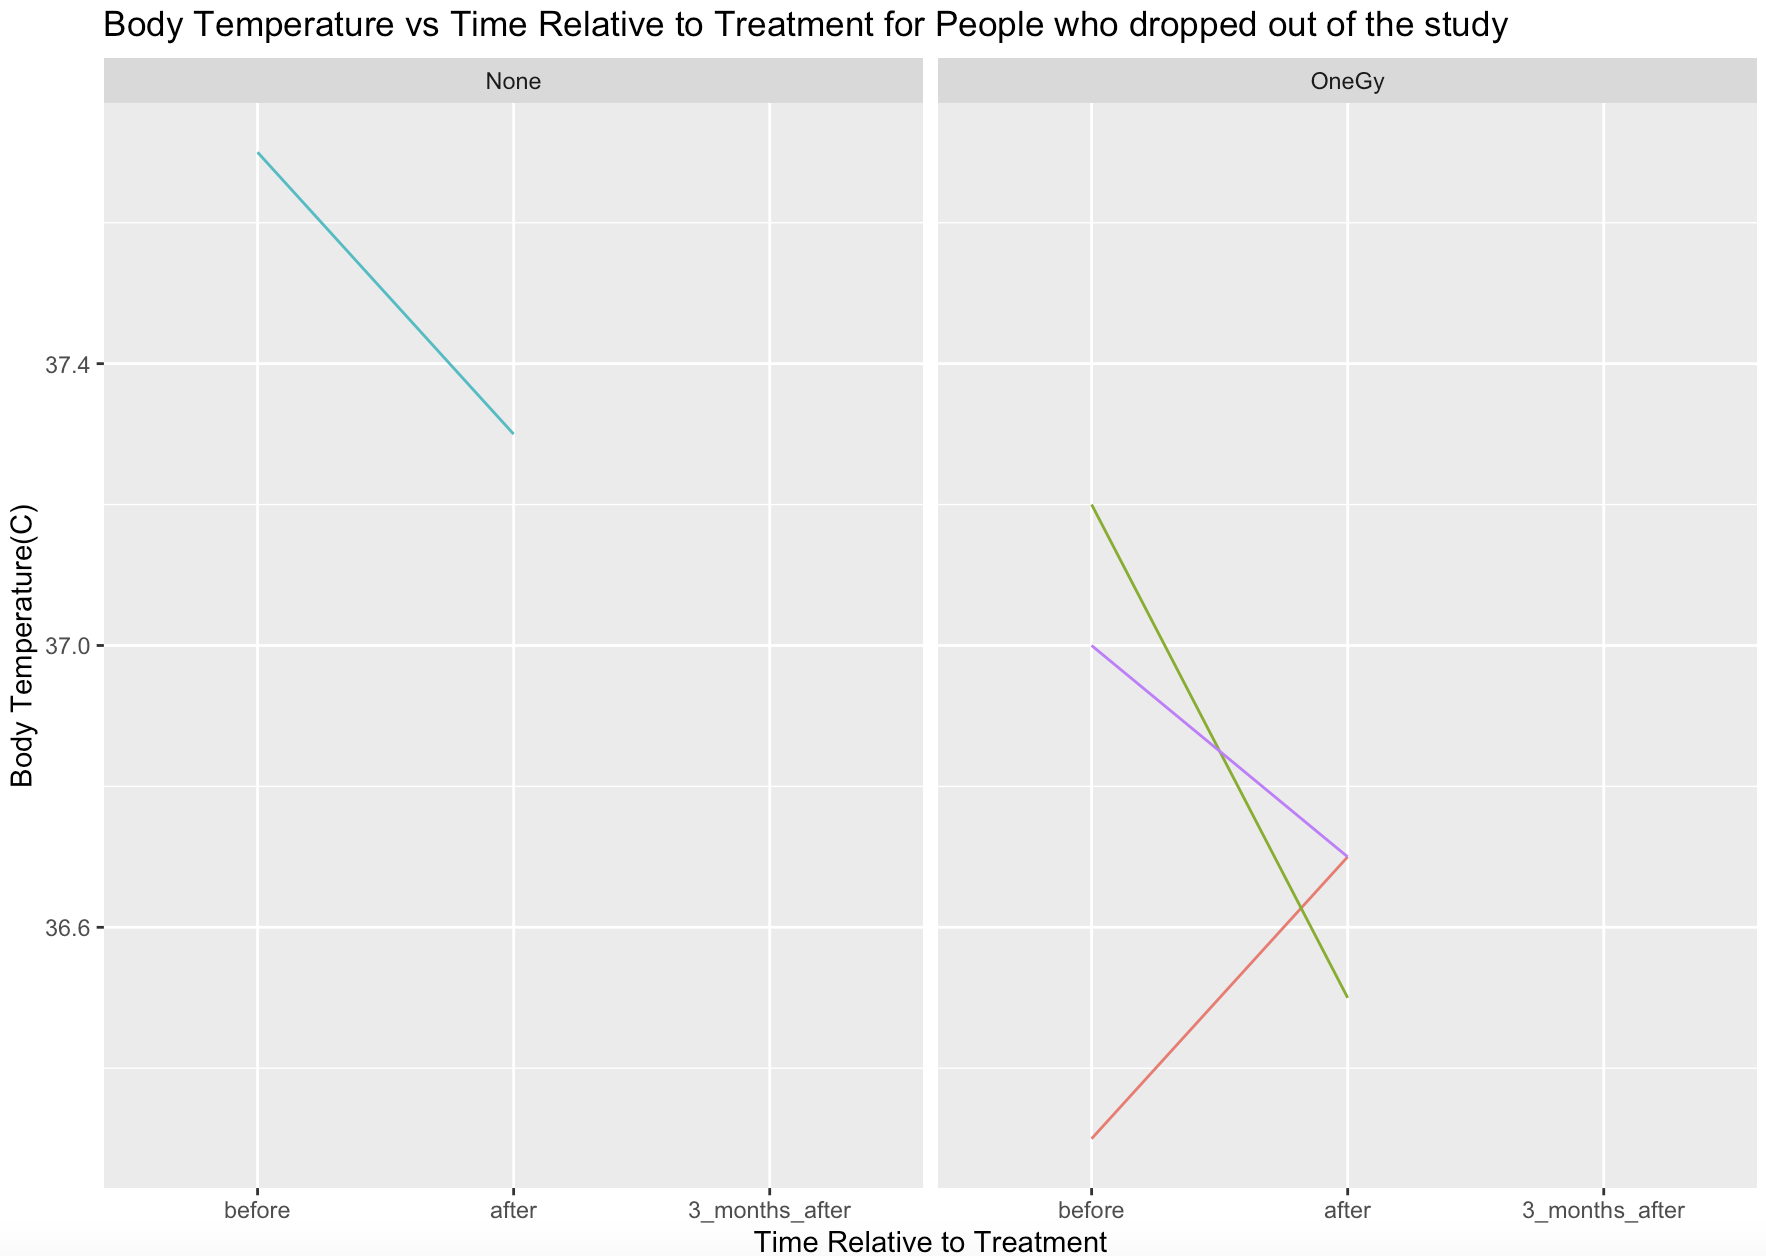 Body Temperature vs Time Relative to Treatment for People who dropped out of the study
None
OneGy
Body Temperature(C)
37.4
37.0
36.6
before after 3_months_after
before after 3_months_after
Time Relative to Treatment